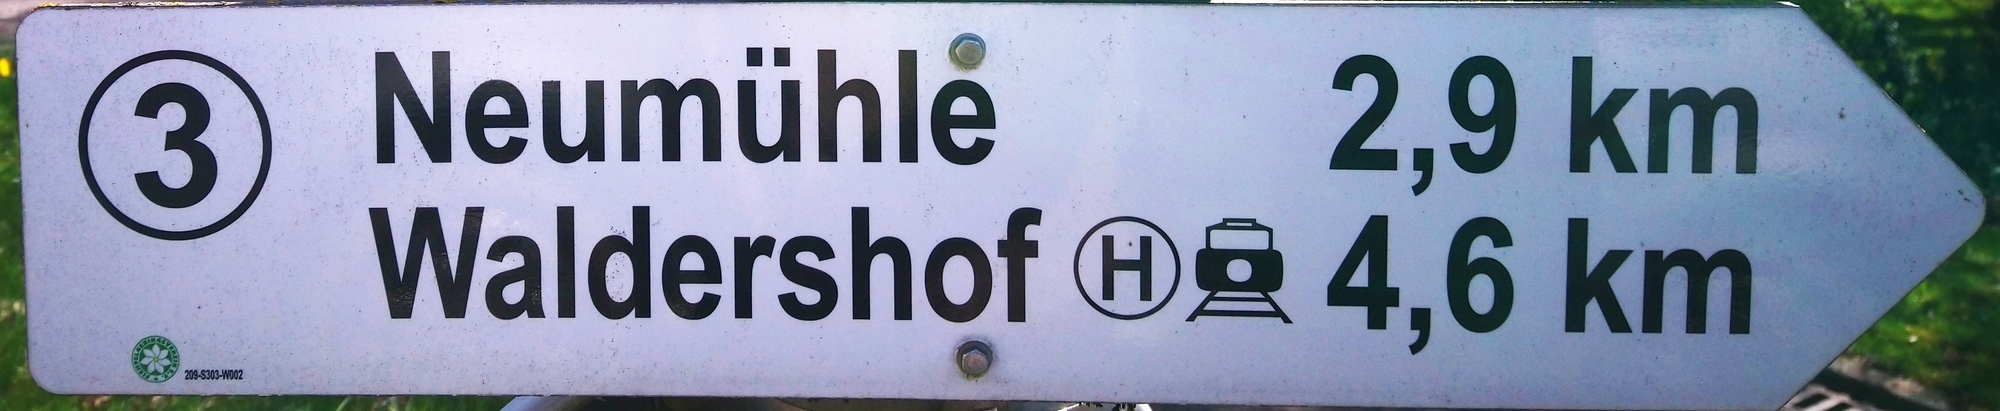 3
Neumühle 2,9 km
Waldershof H 4,6 km
209-S303-W002